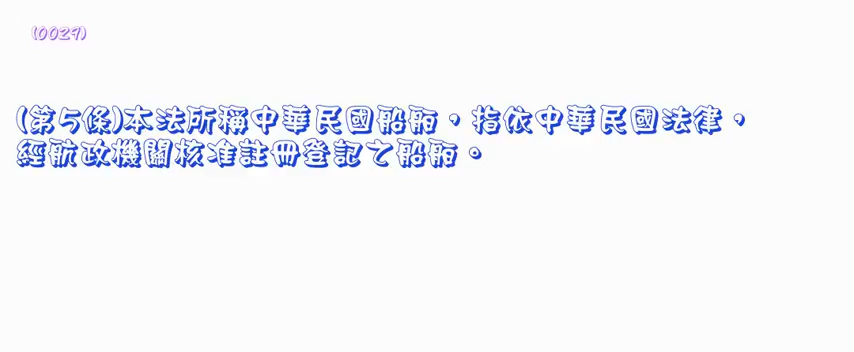 (0029)
(第5條)本法所稱中華民國船舶，指依中華民國法律，
經航政機關核准註冊登記之船舶。